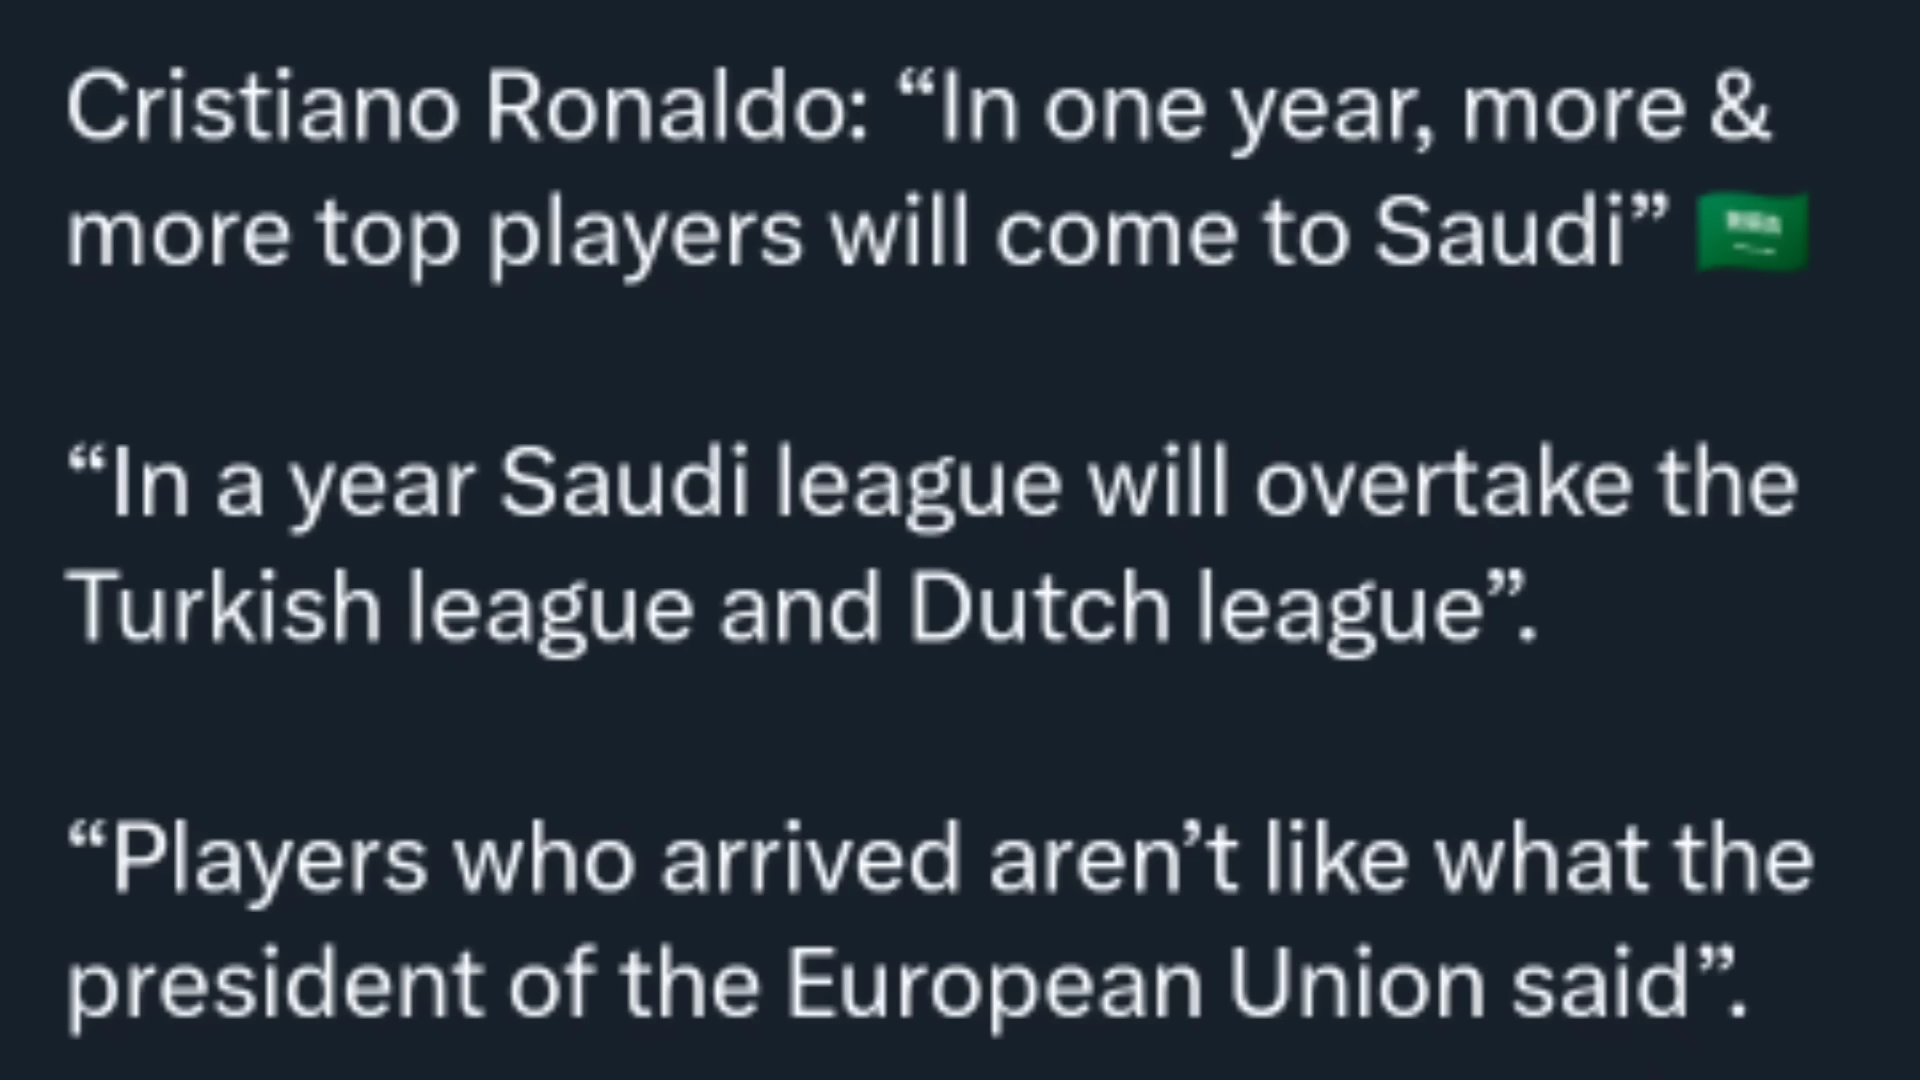 Cristiano Ronaldo: “In one year, more &
more top players will come to Saudi” 🇸🇦
“In a year Saudi league will overtake the
Turkish league and Dutch league”.
“Players who arrived aren’t like what the
president of the European Union said”.